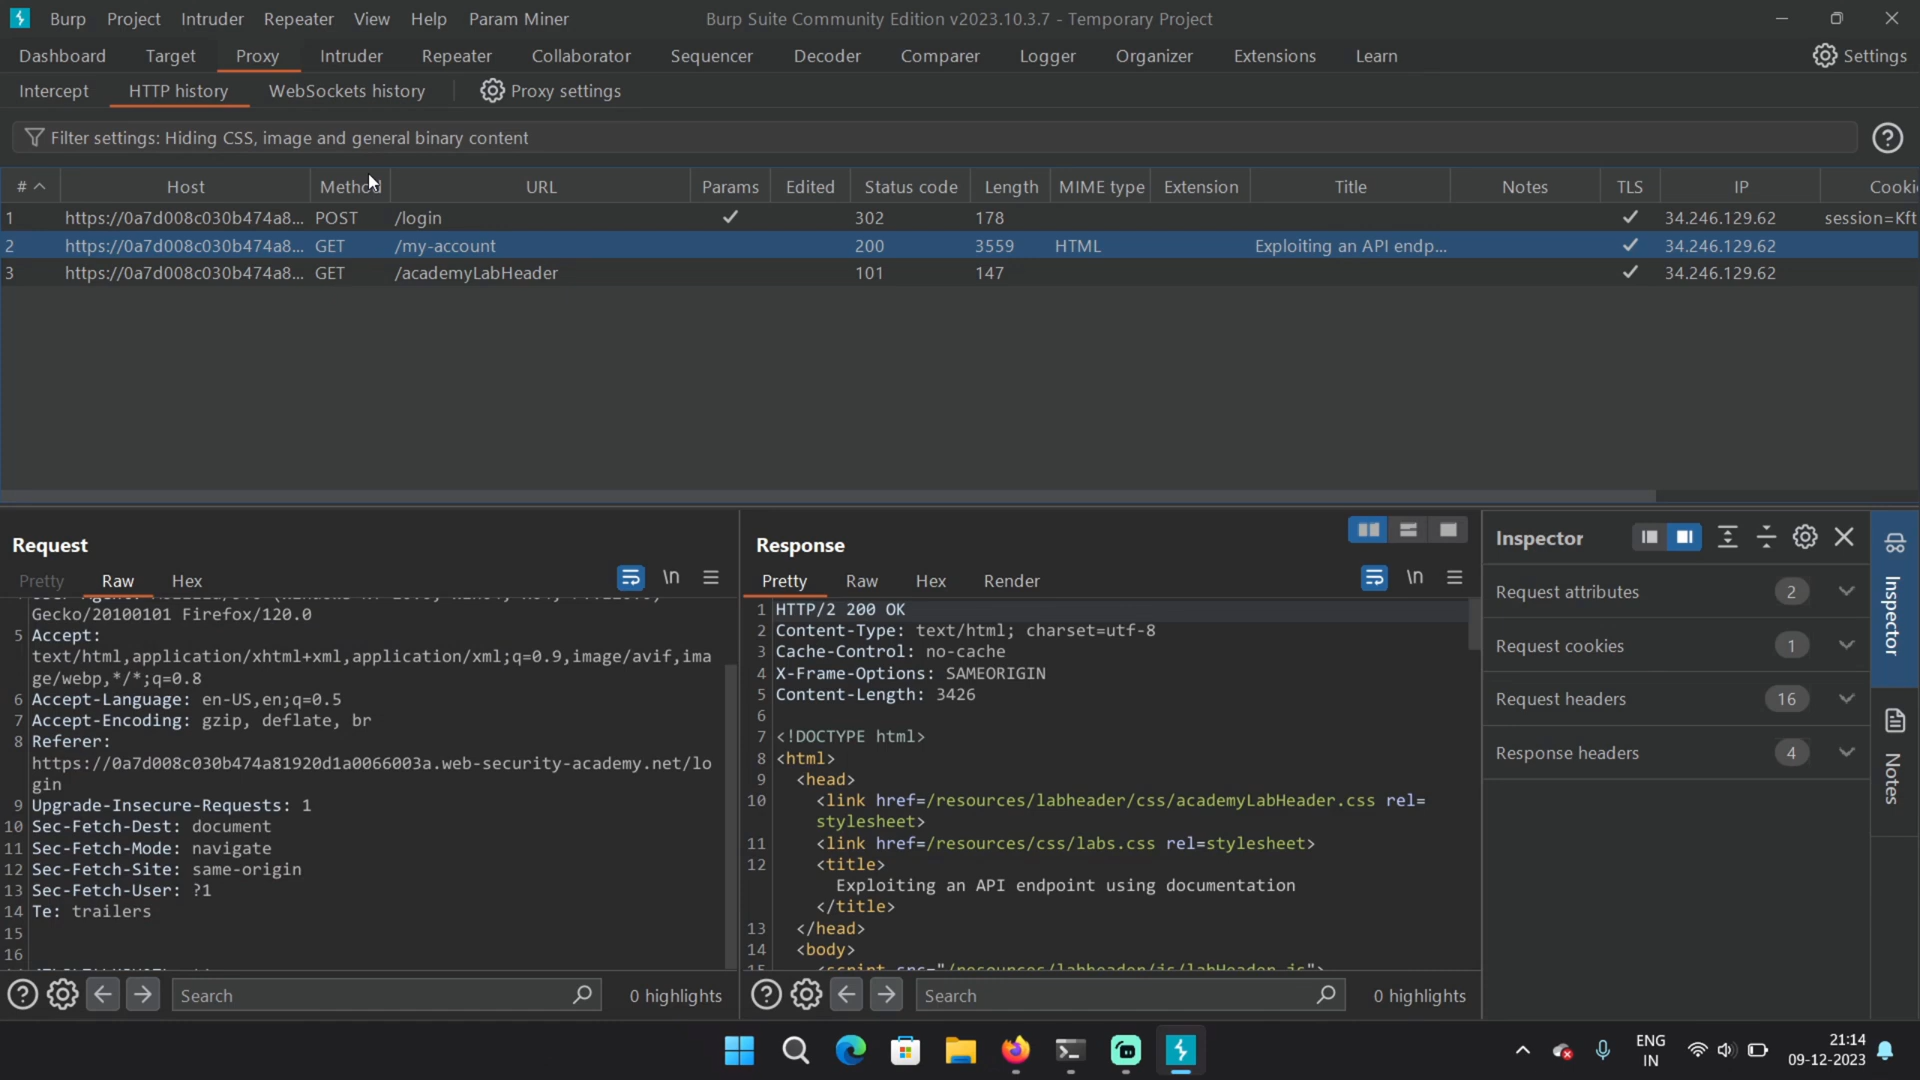 Burp Project Intruder Repeater View Help Param Miner Burp Suite Community Edition v2023.10.3.7 - Temporary Project
Dashboard Target Proxy Intruder Repeater Collaborator Sequencer Decoder Comparer Logger Organizer Extensions Learn Settings
Intercept HTTP history WebSockets history Proxy settings
Filter settings: Hiding CSS, image and general binary content
# Host Method URL Params Edited Status code Length MIME type Extension Title Notes TLS IP Cooki
1 https://0a7d008c030b474a8... POST /login ✓ 302 178 ✓ 34.246.129.62 session=Kft
2 https://0a7d008c030b474a8... GET /my-account 200 3559 HTML Exploiting an API endp... ✓ 34.246.129.62
3 https://0a7d008c030b474a8... GET /academyLabHeader 101 147 ✓ 34.246.129.62
Request
Pretty Raw Hex \n
Gecko/20100101 Firefox/120.0
5 Accept:
text/html,application/xhtml+xml,application/xml;q=0.9,image/avif,ima
ge/webp,*/*;q=0.8
6 Accept-Language: en-US,en;q=0.5
7 Accept-Encoding: gzip, deflate, br
8 Referer:
https://0a7d008c030b474a81920d1a0066003a.web-security-academy.net/lo
gin
9 Upgrade-Insecure-Requests: 1
10 Sec-Fetch-Dest: document
11 Sec-Fetch-Mode: navigate
12 Sec-Fetch-Site: same-origin
13 Sec-Fetch-User: ?1
14 Te: trailers
15
16
Search 0 highlights
Response
Pretty Raw Hex Render \n
1 HTTP/2 200 OK
2 Content-Type: text/html; charset=utf-8
3 Cache-Control: no-cache
4 X-Frame-Options: SAMEORIGIN
5 Content-Length: 3426
6
7 <!DOCTYPE html>
8 <html>
9 <head>
10 <link href=/resources/labheader/css/academyLabHeader.css rel=
stylesheet>
11 <link href=/resources/css/labs.css rel=stylesheet>
12 <title>
Exploiting an API endpoint using documentation
</title>
13 </head>
14 <body>
15 <script src="/resources/labheader/js/labHeader.js">
Search 0 highlights
Inspector
Request attributes 2
Request cookies 1
Request headers 16
Response headers 4
Inspector
Notes
ENG
IN
21:14
09-12-2023